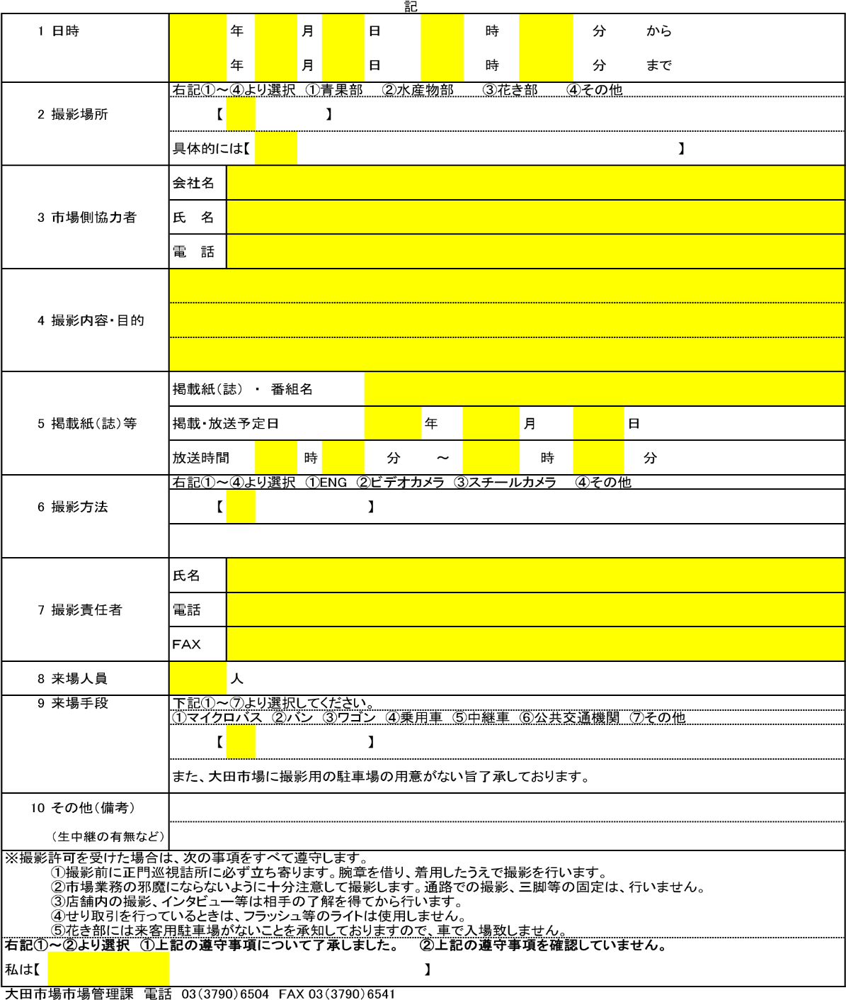 記
1 日時 年 月 日 時 分 から
年 月 日 時 分 まで
右記①～④より選択 ①青果部 ②水産物部 ③花き部 ④その他
2 撮影場所 【 】
具体的には【 】
会社名
3 市場側協力者 氏 名
電 話
4 撮影内容・目的
掲載紙（誌） ・ 番組名
5 掲載紙（誌）等 掲載・放送予定日 年 月 日
放送時間 時 分 ～ 時 分
右記①～④より選択 ①ENG ②ビデオカメラ ③スチールカメラ ④その他
6 撮影方法 【 】
氏名
7 撮影責任者 電話
FAX
8 来場人員 人
9 来場手段 下記①～⑦より選択してください。
①マイクロバス ②バン ③ワゴン ④乗用車 ⑤中継車 ⑥公共交通機関 ⑦その他
【 】
また、大田市場に撮影用の駐車場の用意がない旨了承しております。
10 その他（備考）
（生中継の有無など）
※撮影許可を受けた場合は、次の事項をすべて遵守します。
①撮影前に正門巡視詰所に必ず立ち寄ります。腕章を借り、着用したうえで撮影を行います。
②市場業務の邪魔にならないように十分注意して撮影します。通路での撮影、三脚等の固定は、行いません。
③店舗内の撮影、インタビュー等は相手の了解を得てから行います。
④せり取引を行っているときは、フラッシュ等のライトは使用しません。
⑤花き部には来客用駐車場がないことを承知しておりますので、車で入場致しません。
右記①～②より選択 ①上記の遵守事項について了承しました。 ②上記の遵守事項を確認していません。
私は【 】
大田市場市場管理課 電話 03（3790）6504 FAX 03（3790）6541